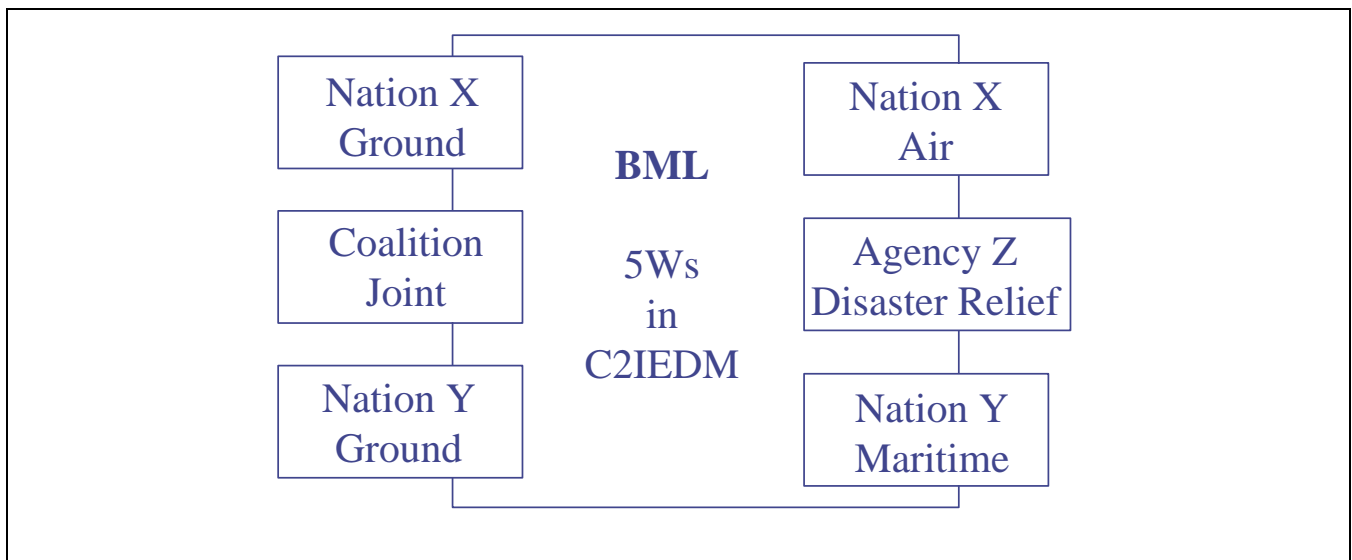 Nation X
Ground
Coalition
Joint
Nation Y
Ground
BML
5Ws
in
C2IEDM
Nation X
Air
Agency Z
Disaster Relief
Nation Y
Maritime